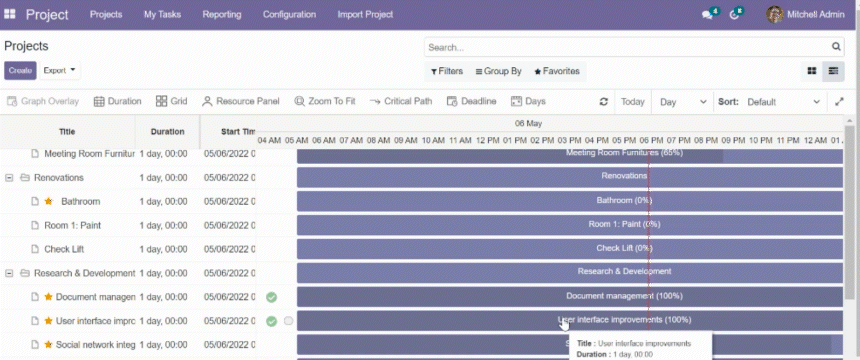 Project Projects My Tasks Reporting Configuration Import Project 4 8 Mitchell Admin
Projects Search...
Create Export Filters Group By Favorites
Graph Overlay Duration Grid Resource Panel Zoom To Fit Critical Path Deadline Days Today Day Sort: Default
06 May
Title Duration Start Tim 04 AM 05 AM 06 AM 07 AM 08 AM 09 AM 10 AM 11 AM 12 PM 01 PM 02 PM 03 PM 04 PM 05 PM 06 PM 07 PM 08 PM 09 PM 10 PM 11 PM 12 AM 01
Meeting Room Furnitur 1 day, 00:00 05/06/2022 0 Meeting Room Furnitures (65%)
Renovations 1 day, 00:00 05/06/2022 0 Renovations
Bathroom 1 day, 00:00 05/06/2022 0 Bathroom (0%)
Room 1: Paint 1 day, 00:00 05/06/2022 0 Room 1: Paint (0%)
Check Lift 1 day, 00:00 05/06/2022 0 Check Lift (0%)
Research & Development 1 day, 00:00 05/06/2022 0 Research & Development
Document managen 1 day, 00:00 05/06/2022 0 Document management (100%)
User interface impro 1 day, 00:00 05/06/2022 0 User interface improvements (100%)
Social network integ 1 day, 00:00 05/06/2022 0 S
Title : User interface improvements
Duration : 1 day, 00:00